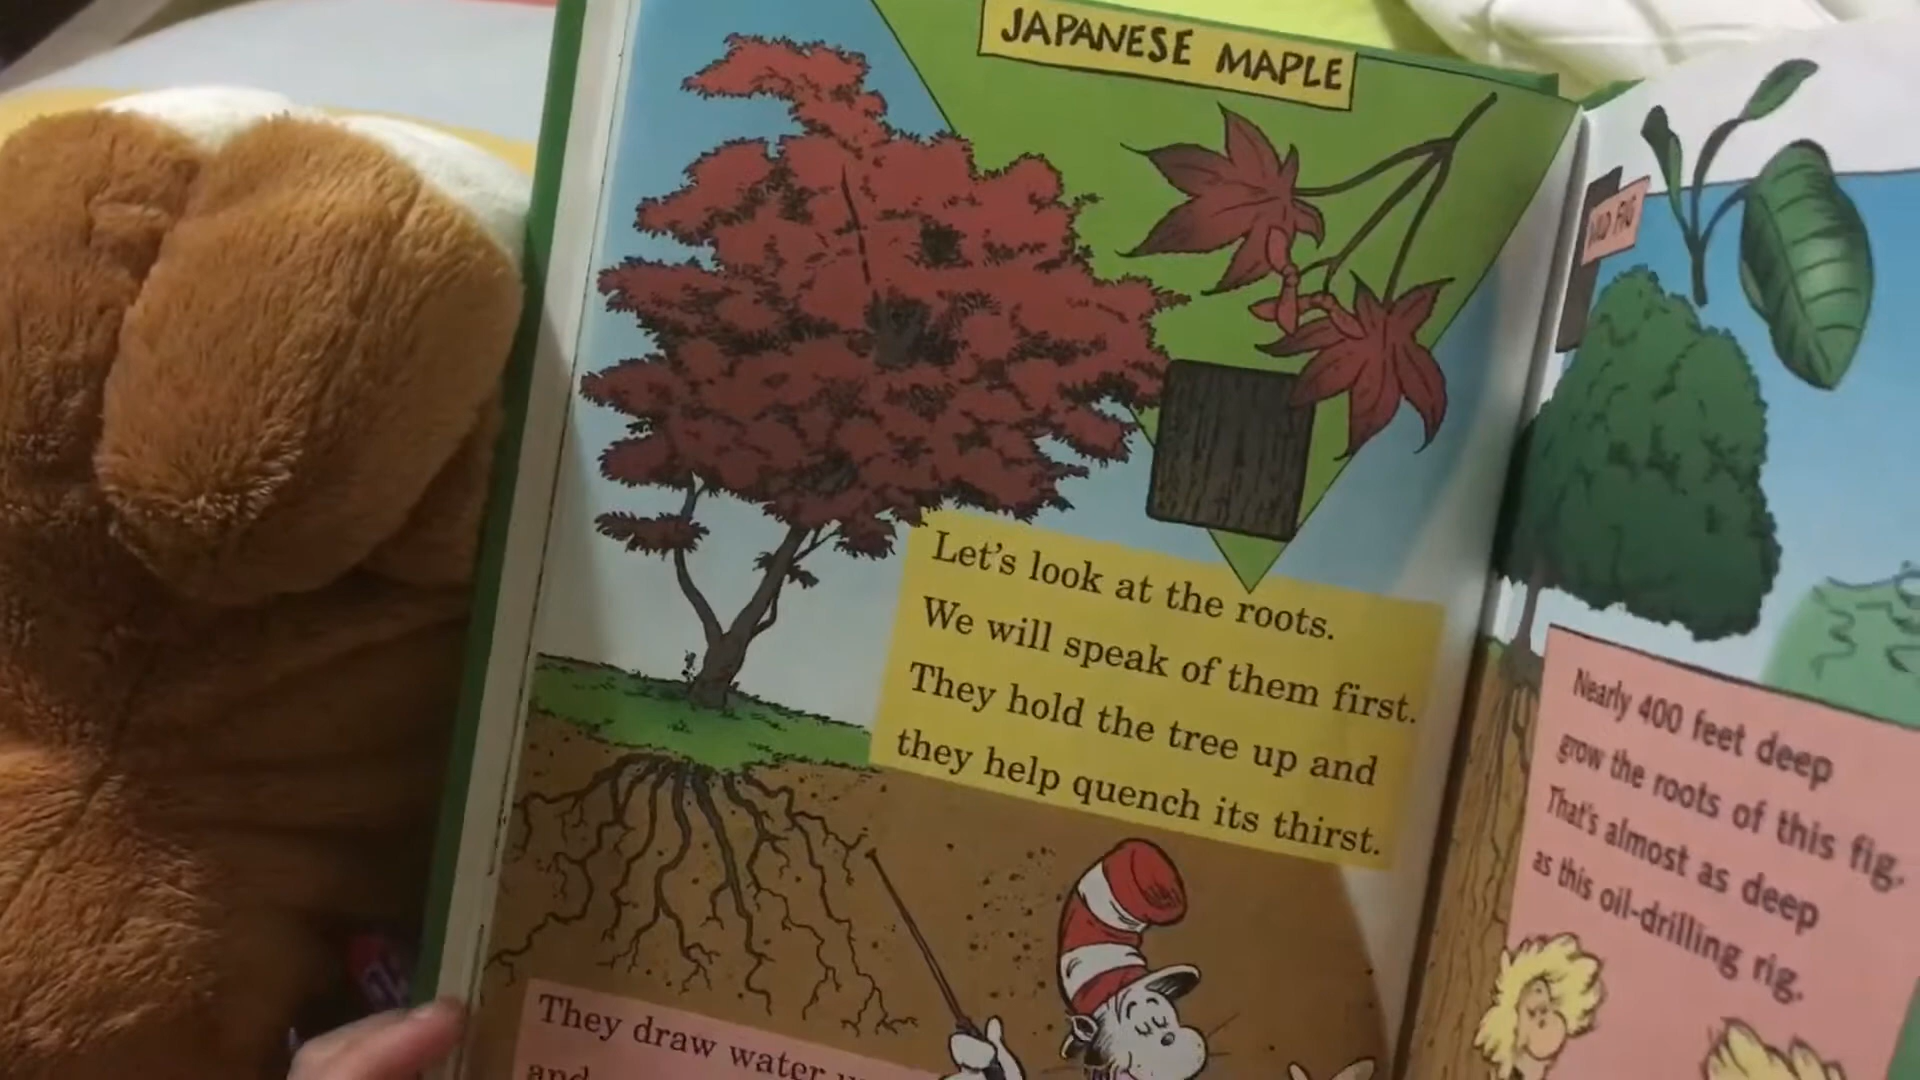 JAPANESE MAPLE
Let's look at the roots.
We will speak of them first.
They hold the tree up and
they help quench its thirst.
They draw water
and
FIG
Nearly 400 feet deep
grow the roots of this fig.
That's almost as deep
as this oil-drilling rig.